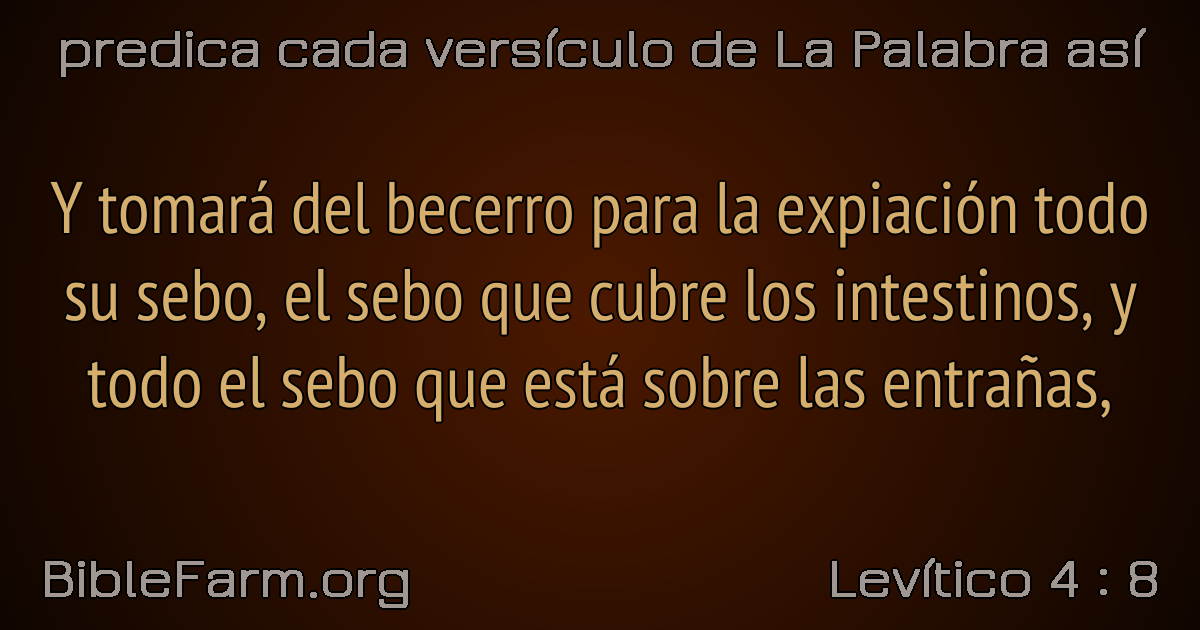 predica cada versículo de La Palabra así
Y tomará del becerro para la expiación todo
su sebo, el sebo que cubre los intestinos, y
todo el sebo que está sobre las entrañas,
BibleFarm.org
Levítico 4 : 8